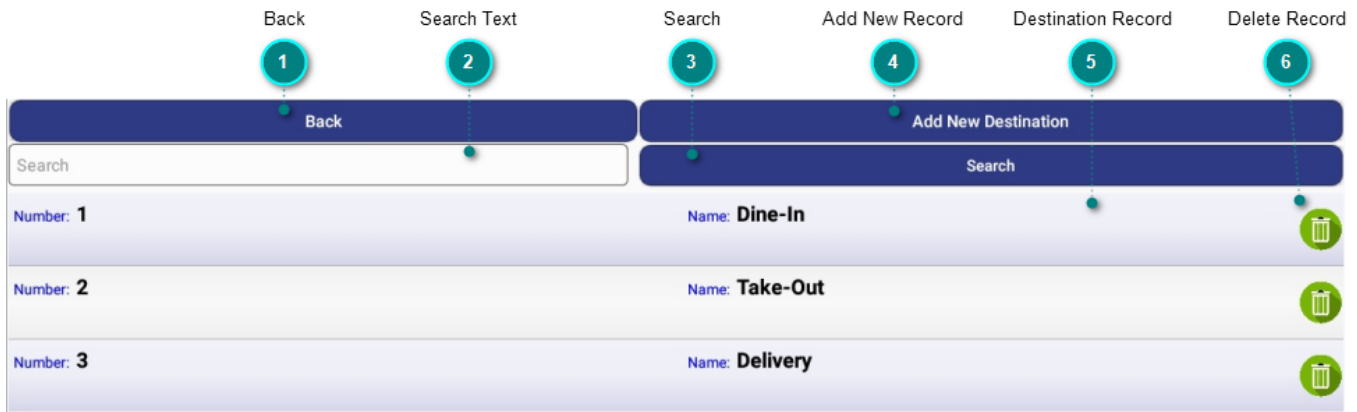 Back Search Text Search Add New Record Destination Record Delete Record
1 2 3 4 5 6
Back Add New Destination
Search Search
Number: 1 Name: Dine-In
Number: 2 Name: Take-Out
Number: 3 Name: Delivery